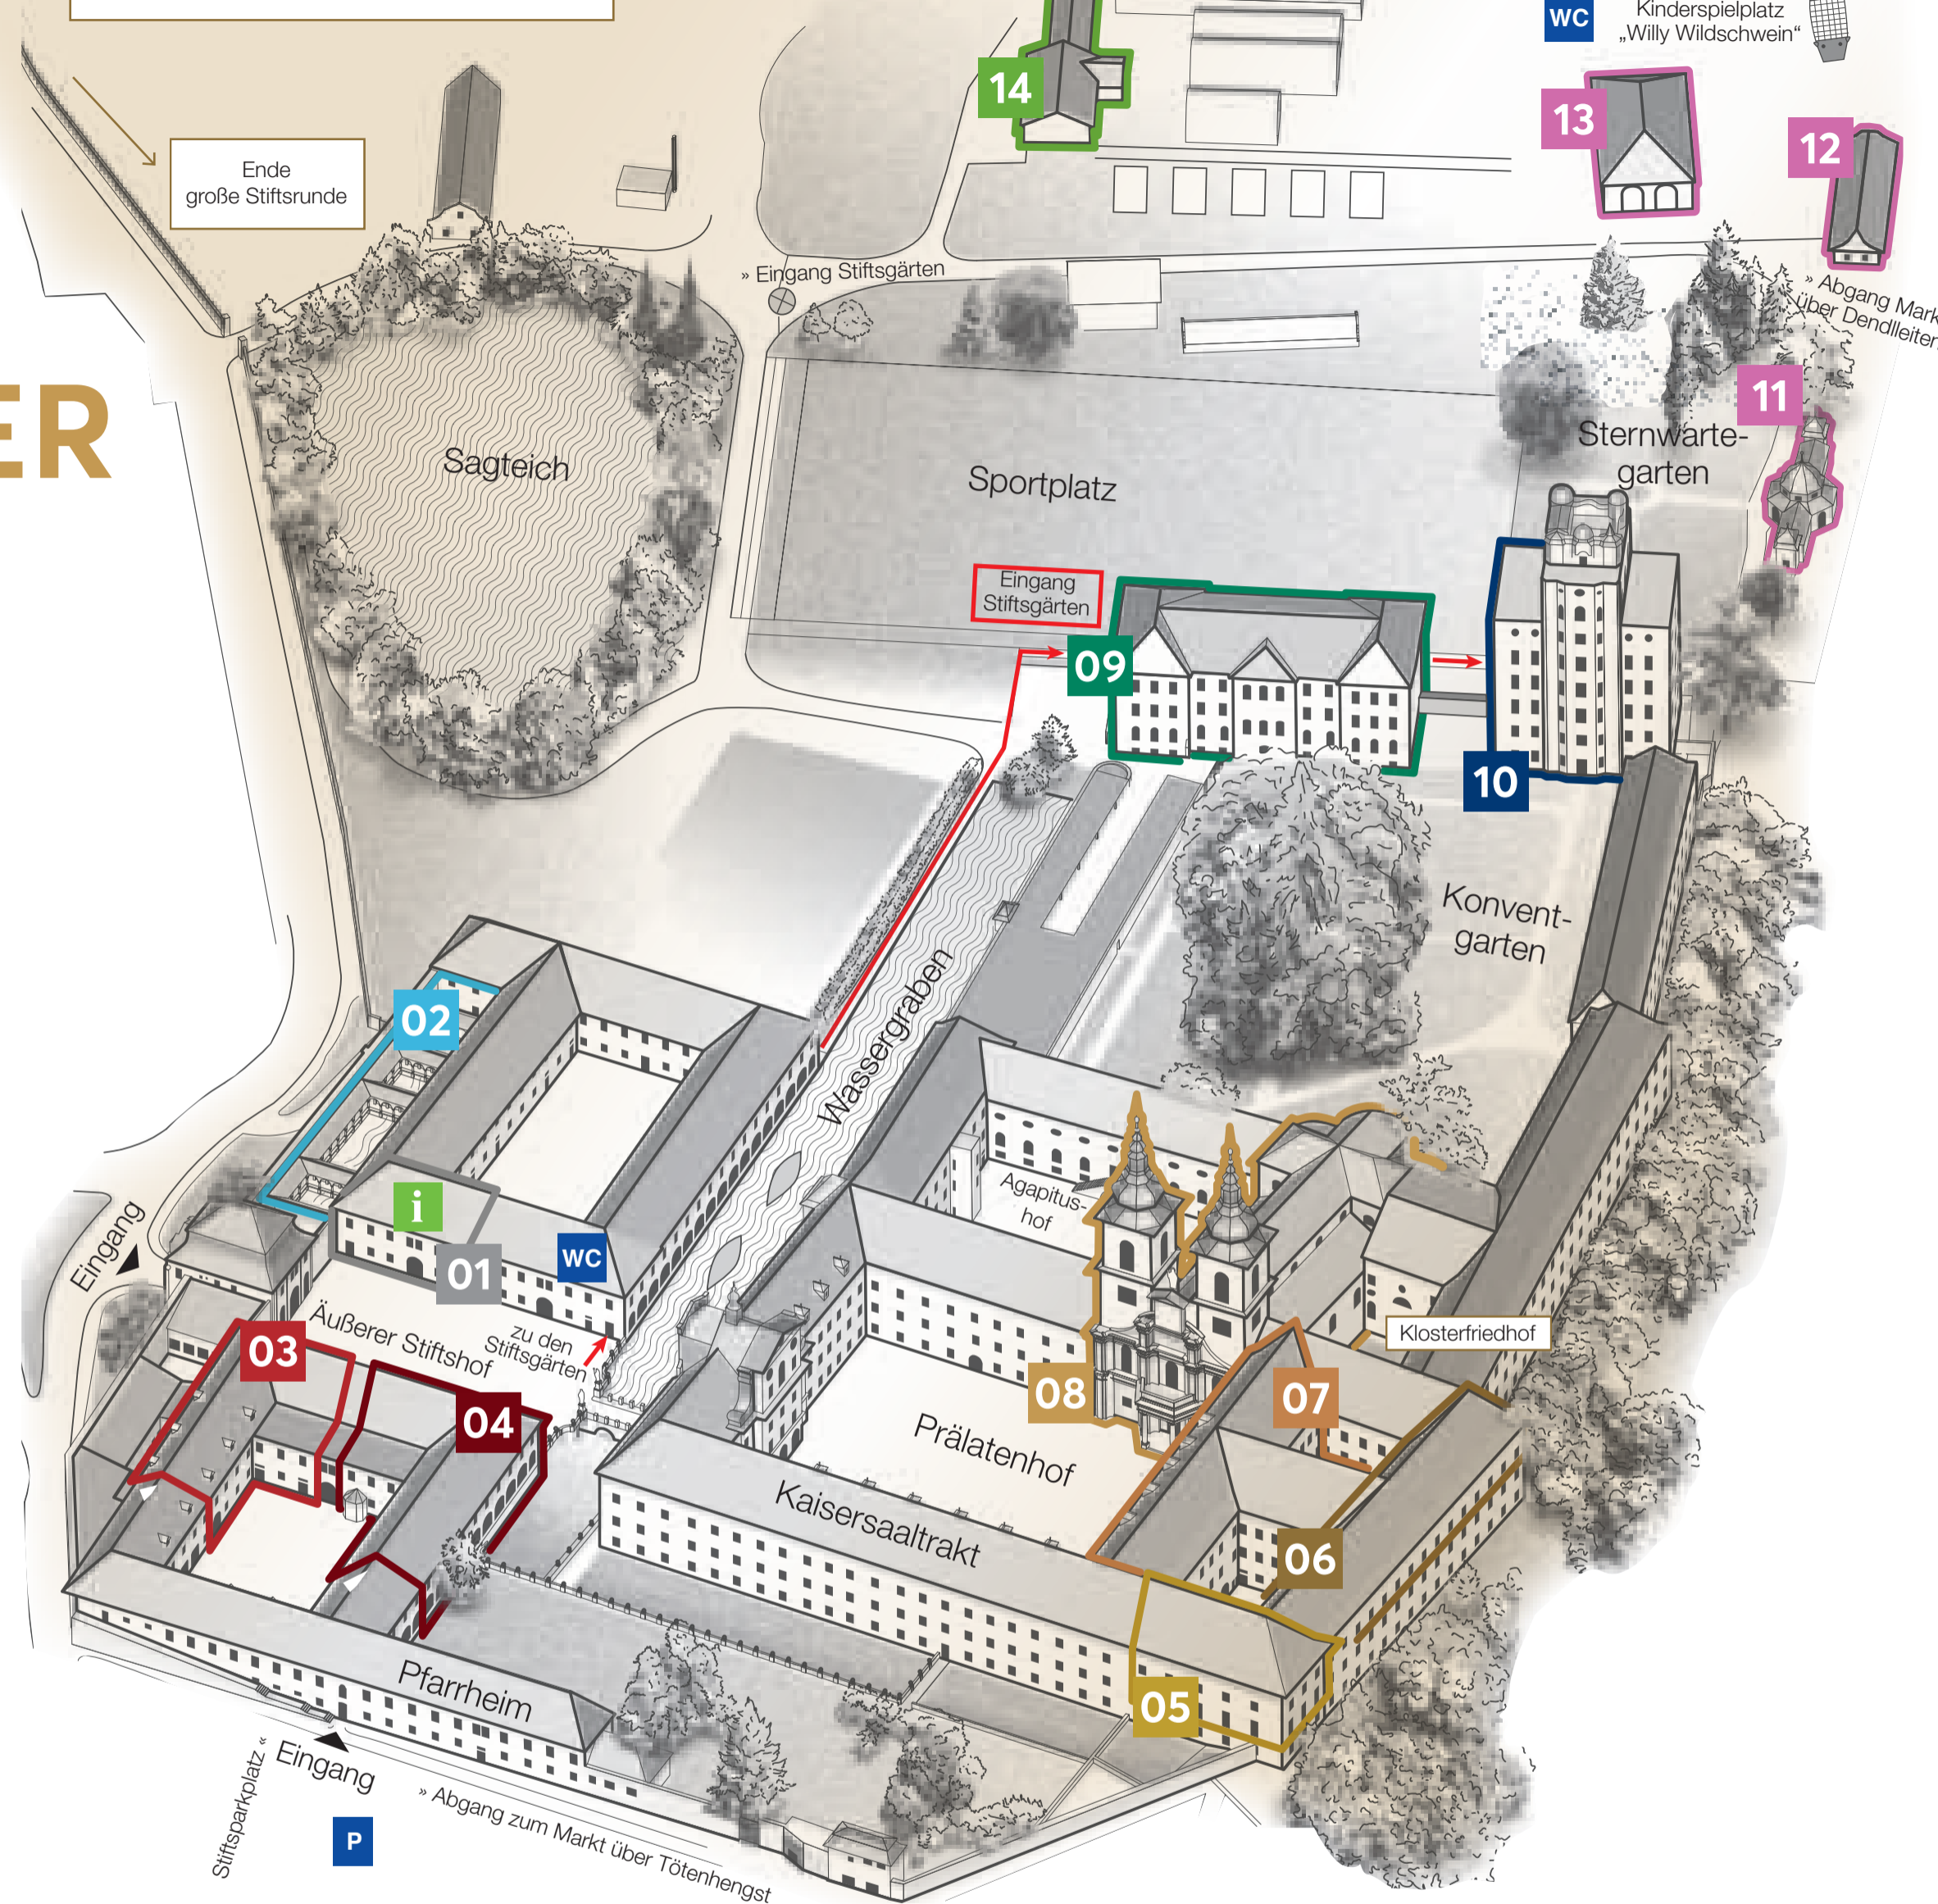 WC
Kinderspielplatz
„Willy Wildschwein“
14
13
12
Ende
große Stiftsrunde
» Eingang Stiftsgärten
» Abgang Mark
über Dendlleiten
ER
11
Sternwarte-
garten
Sagteich
Sportplatz
Eingang
Stiftsgärten
09
10
Konvent-
garten
Wassergraben
02
Agapitus-
hof
i
01
WC
Eingang
Äußerer Stiftshof
zu den
Stiftsgärten
Klosterfriedhof
03
04
08
07
Prälatenhof
Kaisersaaltrakt
06
05
Pfarrheim
Eingang
Stiftsparkplatz «
P
» Abgang zum Markt über Tötenhengst